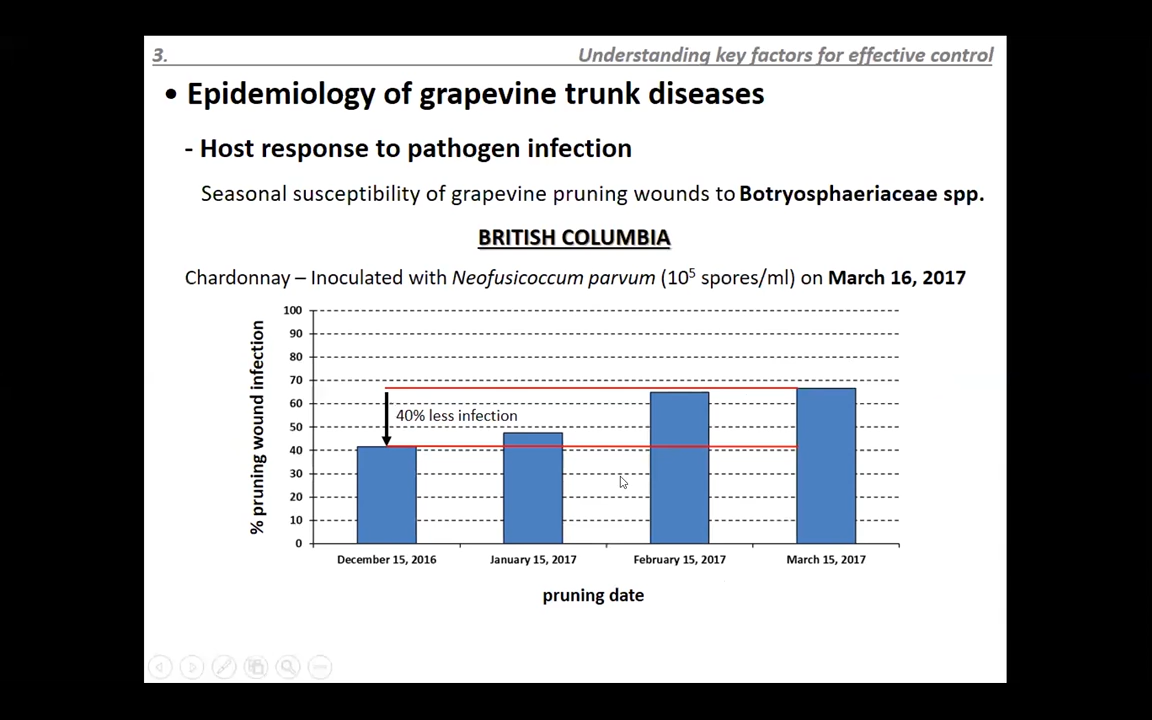 3.
Understanding key factors for effective control
• Epidemiology of grapevine trunk diseases
- Host response to pathogen infection
Seasonal susceptibility of grapevine pruning wounds to Botryosphaeriaceae spp.
BRITISH COLUMBIA
Chardonnay – Inoculated with Neofusicoccum parvum (10⁵ spores/ml) on March 16, 2017
% pruning wound infection
100
90
80
70
60
50
40
30
20
10
0
40% less infection
December 15, 2016
January 15, 2017
February 15, 2017
March 15, 2017
pruning date